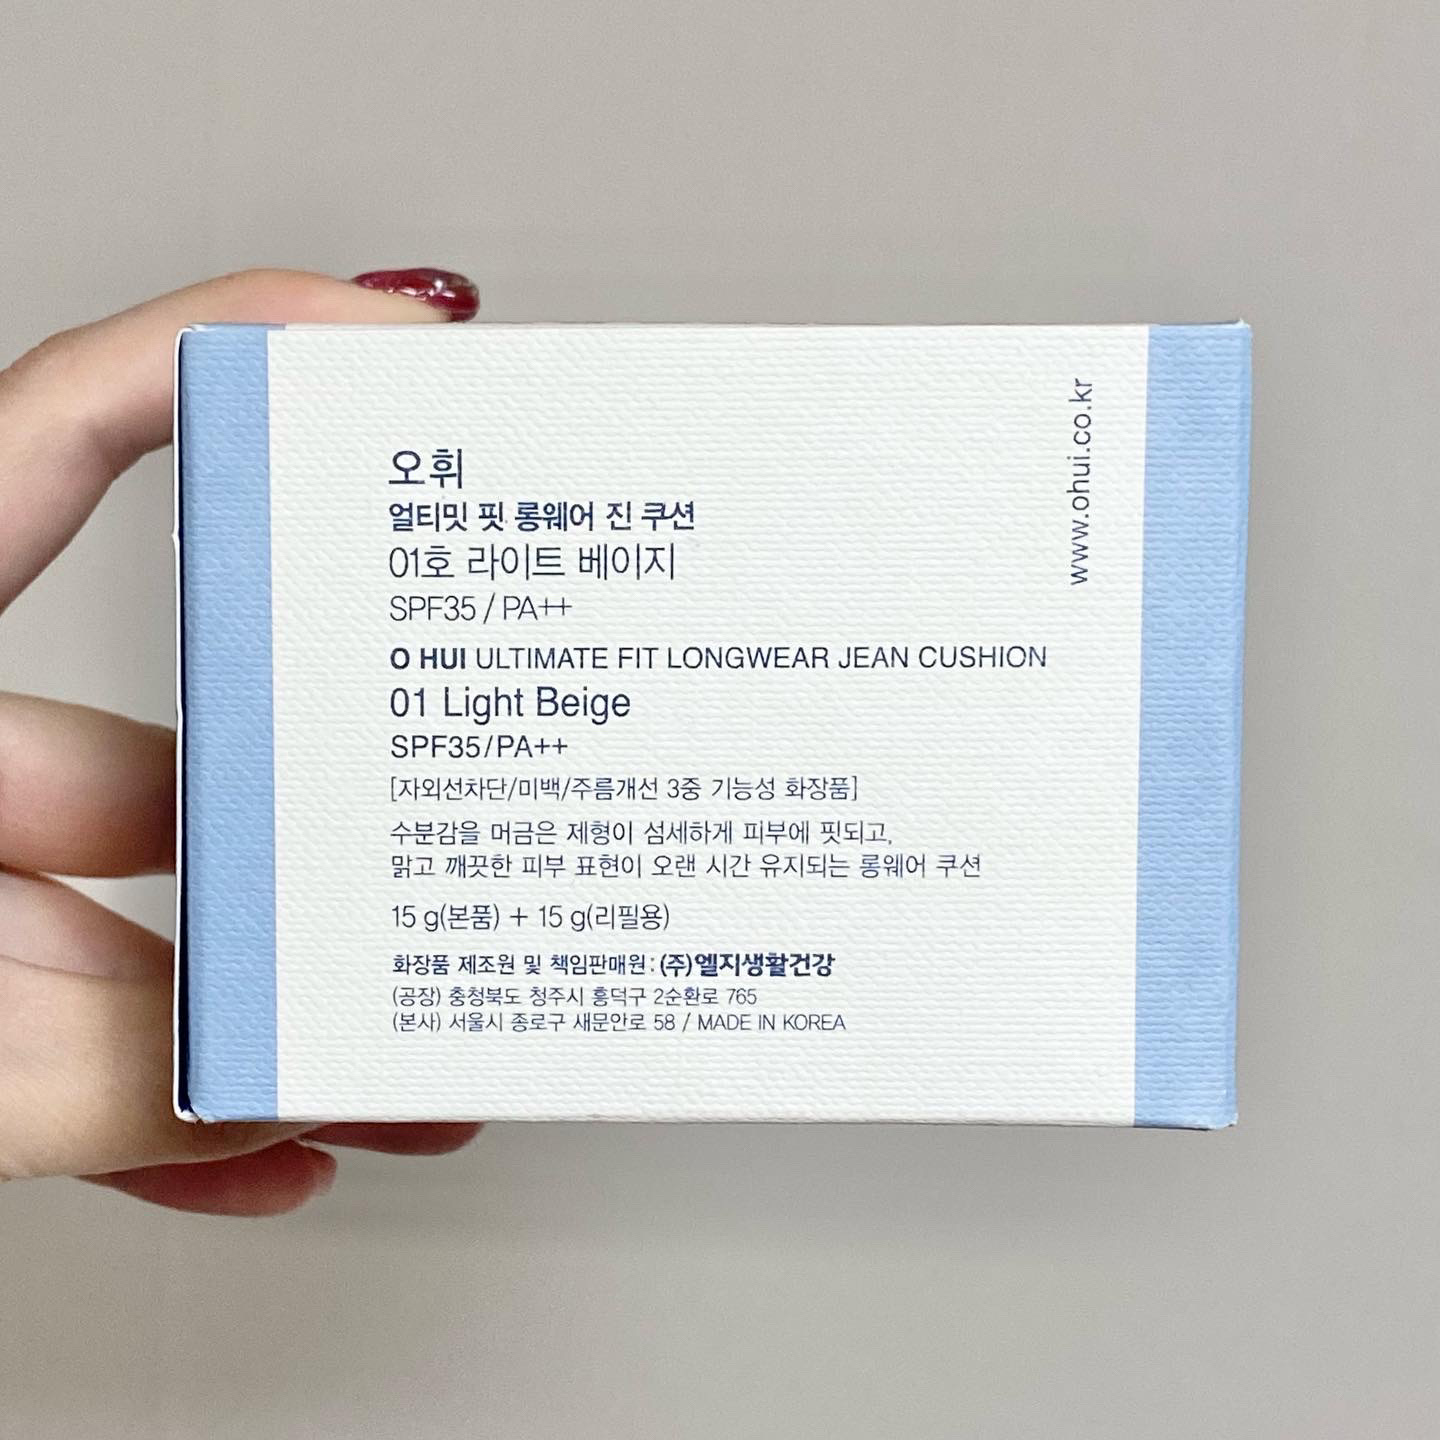 오휘
얼티밋 핏 롱웨어 진 쿠션
01호 라이트 베이지
SPF35 / PA++
O HUI ULTIMATE FIT LONGWEAR JEAN CUSHION
01 Light Beige
SPF35/PA++
[자외선차단/미백/주름개선 3중 기능성 화장품]
수분감을 머금은 제형이 섬세하게 피부에 핏되고,
맑고 깨끗한 피부 표현이 오랜 시간 유지되는 롱웨어 쿠션
15 g(본품) + 15 g(리필용)
화장품 제조원 및 책임판매원 : (주)엘지생활건강
(공장) 충청북도 청주시 흥덕구 2순환로 765
(본사) 서울시 종로구 새문안로 58 / MADE IN KOREA
www.ohui.co.kr